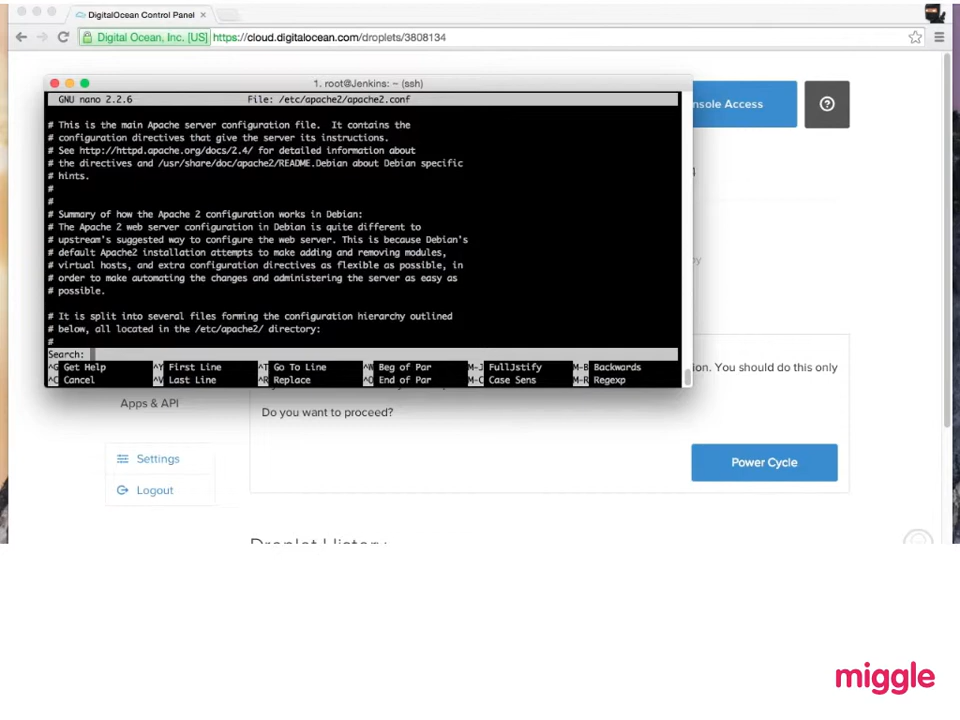 DigitalOcean Control Panel ×
Digital Ocean, Inc. [US] https://cloud.digitalocean.com/droplets/3808134
1. root@Jenkins: ~ (ssh)
GNU nano 2.2.6 File: /etc/apache2/apache2.conf
nsole Access
# This is the main Apache server configuration file. It contains the
# configuration directives that give the server its instructions.
# See http://httpd.apache.org/docs/2.4/ for detailed information about
# the directives and /usr/share/doc/apache2/README.Debian about Debian specific
# hints.
#
#
# Summary of how the Apache 2 configuration works in Debian:
# The Apache 2 web server configuration in Debian is quite different to
# upstream's suggested way to configure the web server. This is because Debian's
# default Apache2 installation attempts to make adding and removing modules,
# virtual hosts, and extra configuration directives as flexible as possible, in
# order to make automating the changes and administering the server as easy as
# possible.
# It is split into several files forming the configuration hierarchy outlined
# below, all located in the /etc/apache2/ directory:
#
Search:
^G Get Help ^Y First Line ^T Go To Line ^W Beg of Par M-J FullJstify M-B Backwards
^C Cancel ^V Last Line ^R Replace ^O End of Par M-C Case Sens M-R Regexp
ion. You should do this only
Apps & API
Do you want to proceed?
Settings
Power Cycle
Logout
Droplet History
miggle